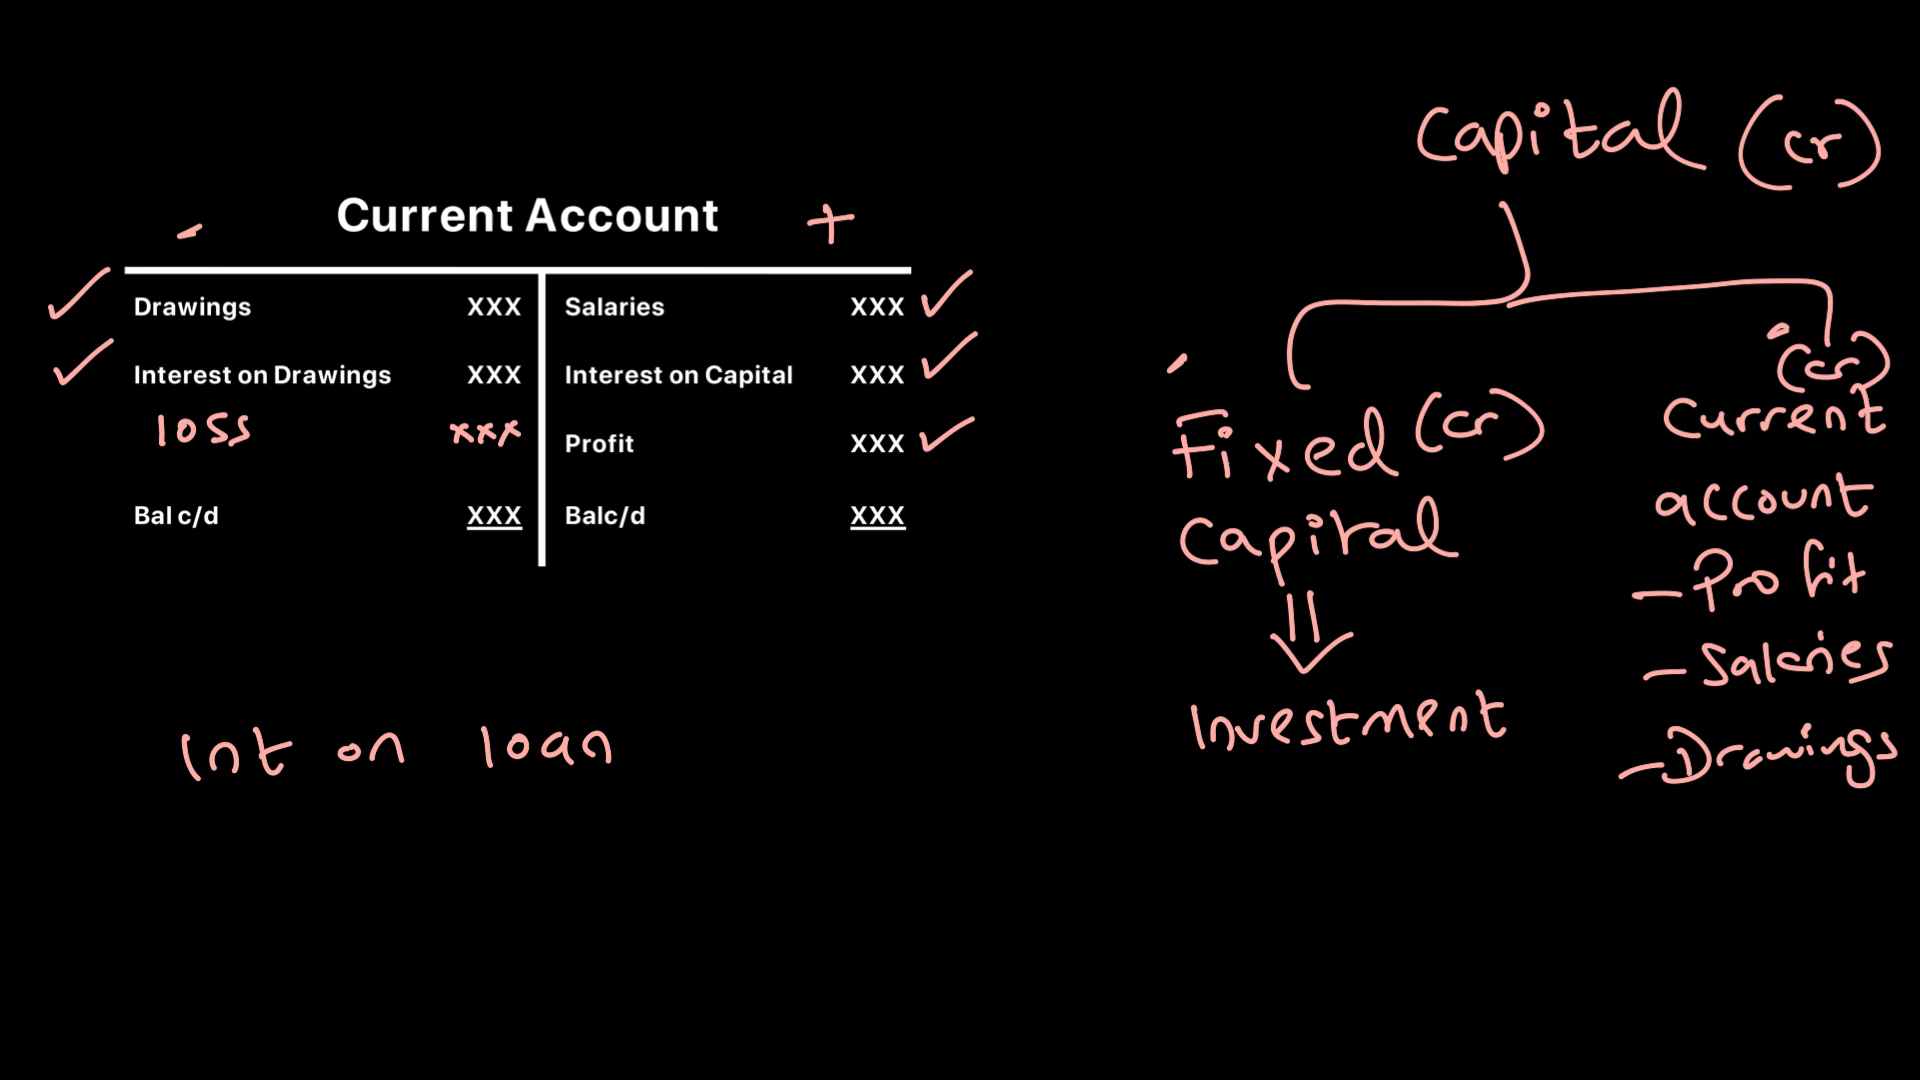 - Current Account +
Drawings XXX Salaries XXX
Interest on Drawings XXX Interest on Capital XXX
loss xxx Profit XXX
Bal c/d XXX Balc/d XXX
Int on loan
Capital (cr)
Fixed (cr)
Capital
Investment
(cr)
Current
account
- Profit
- Salaries
- Drawings